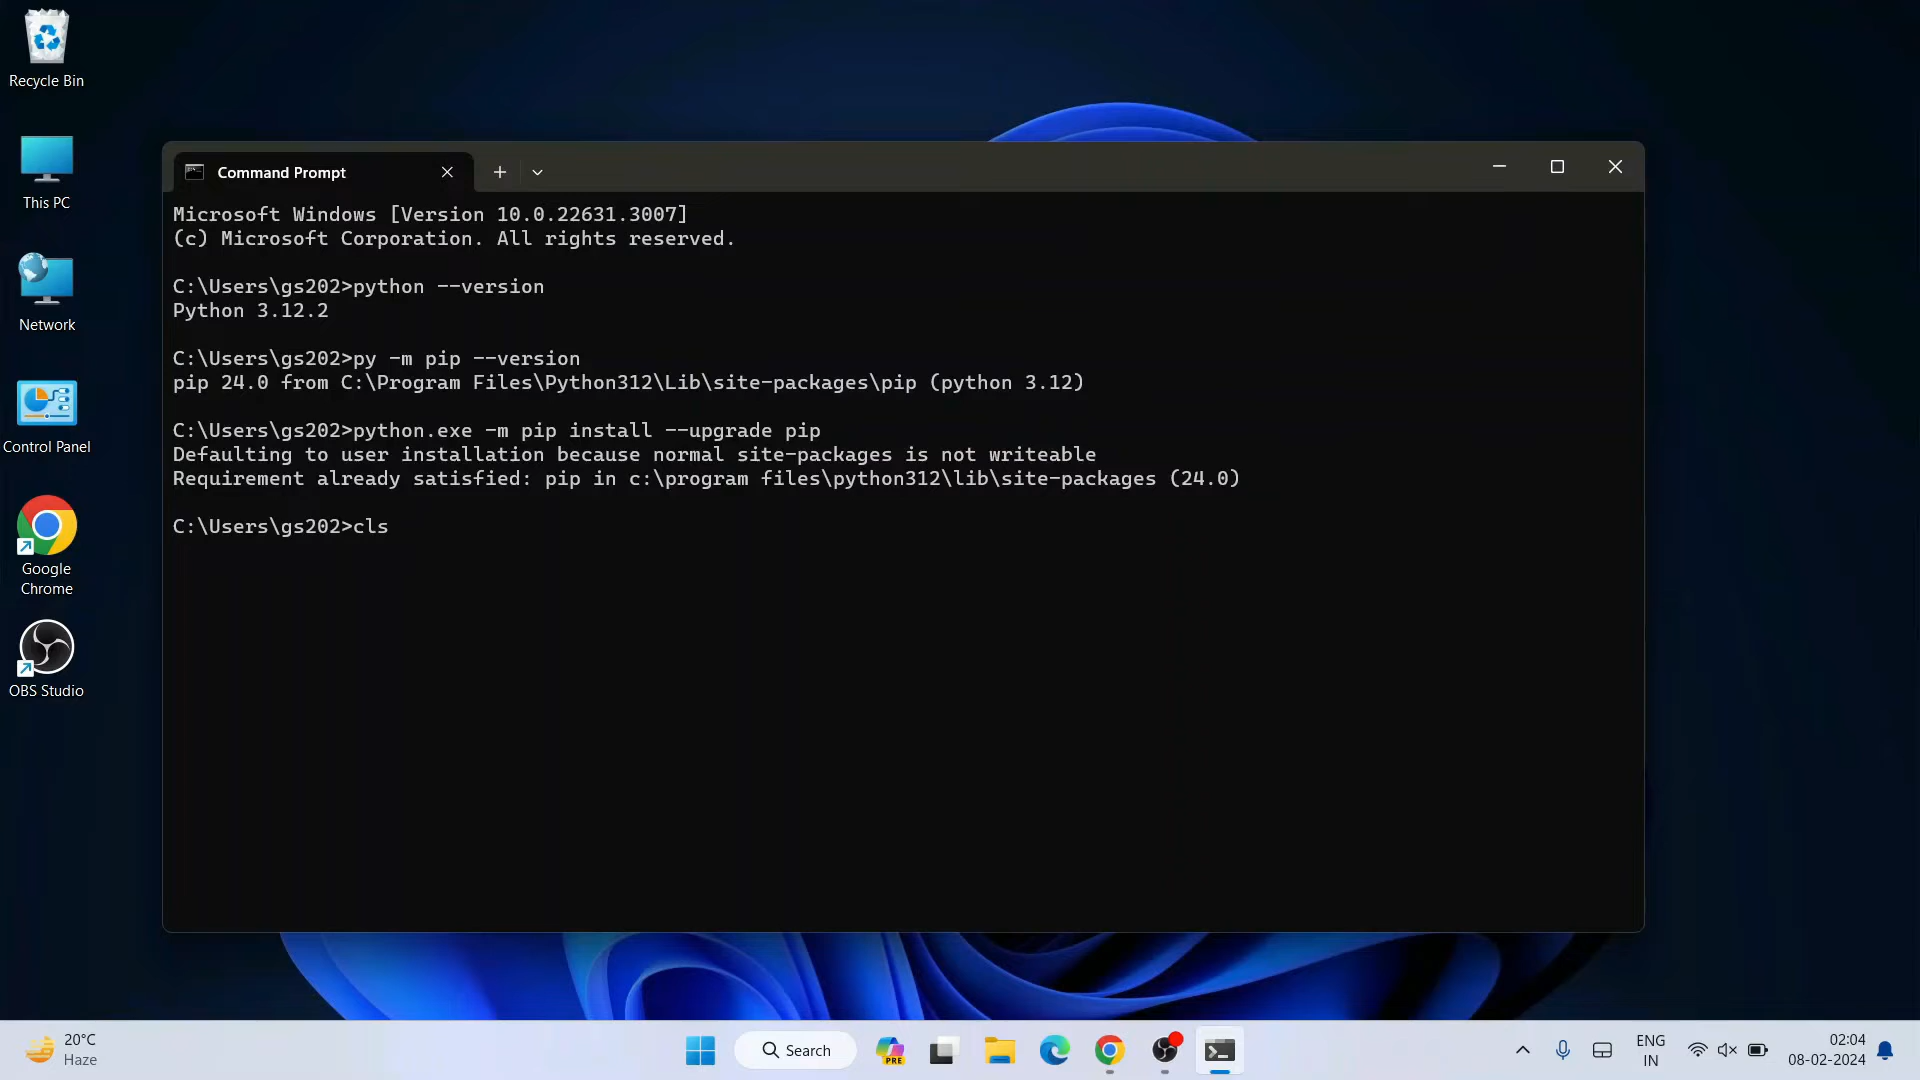 Recycle Bin
This PC
Network
Control Panel
Google
Chrome
OBS Studio
Command Prompt
Microsoft Windows [Version 10.0.22631.3007]
(c) Microsoft Corporation. All rights reserved.
C:\Users\gs202>python --version
Python 3.12.2
C:\Users\gs202>py -m pip --version
pip 24.0 from C:\Program Files\Python312\Lib\site-packages\pip (python 3.12)
C:\Users\gs202>python.exe -m pip install --upgrade pip
Defaulting to user installation because normal site-packages is not writeable
Requirement already satisfied: pip in c:\program files\python312\lib\site-packages (24.0)
C:\Users\gs202>cls
20°C
Haze
Search
PRE
ENG
IN
02:04
08-02-2024